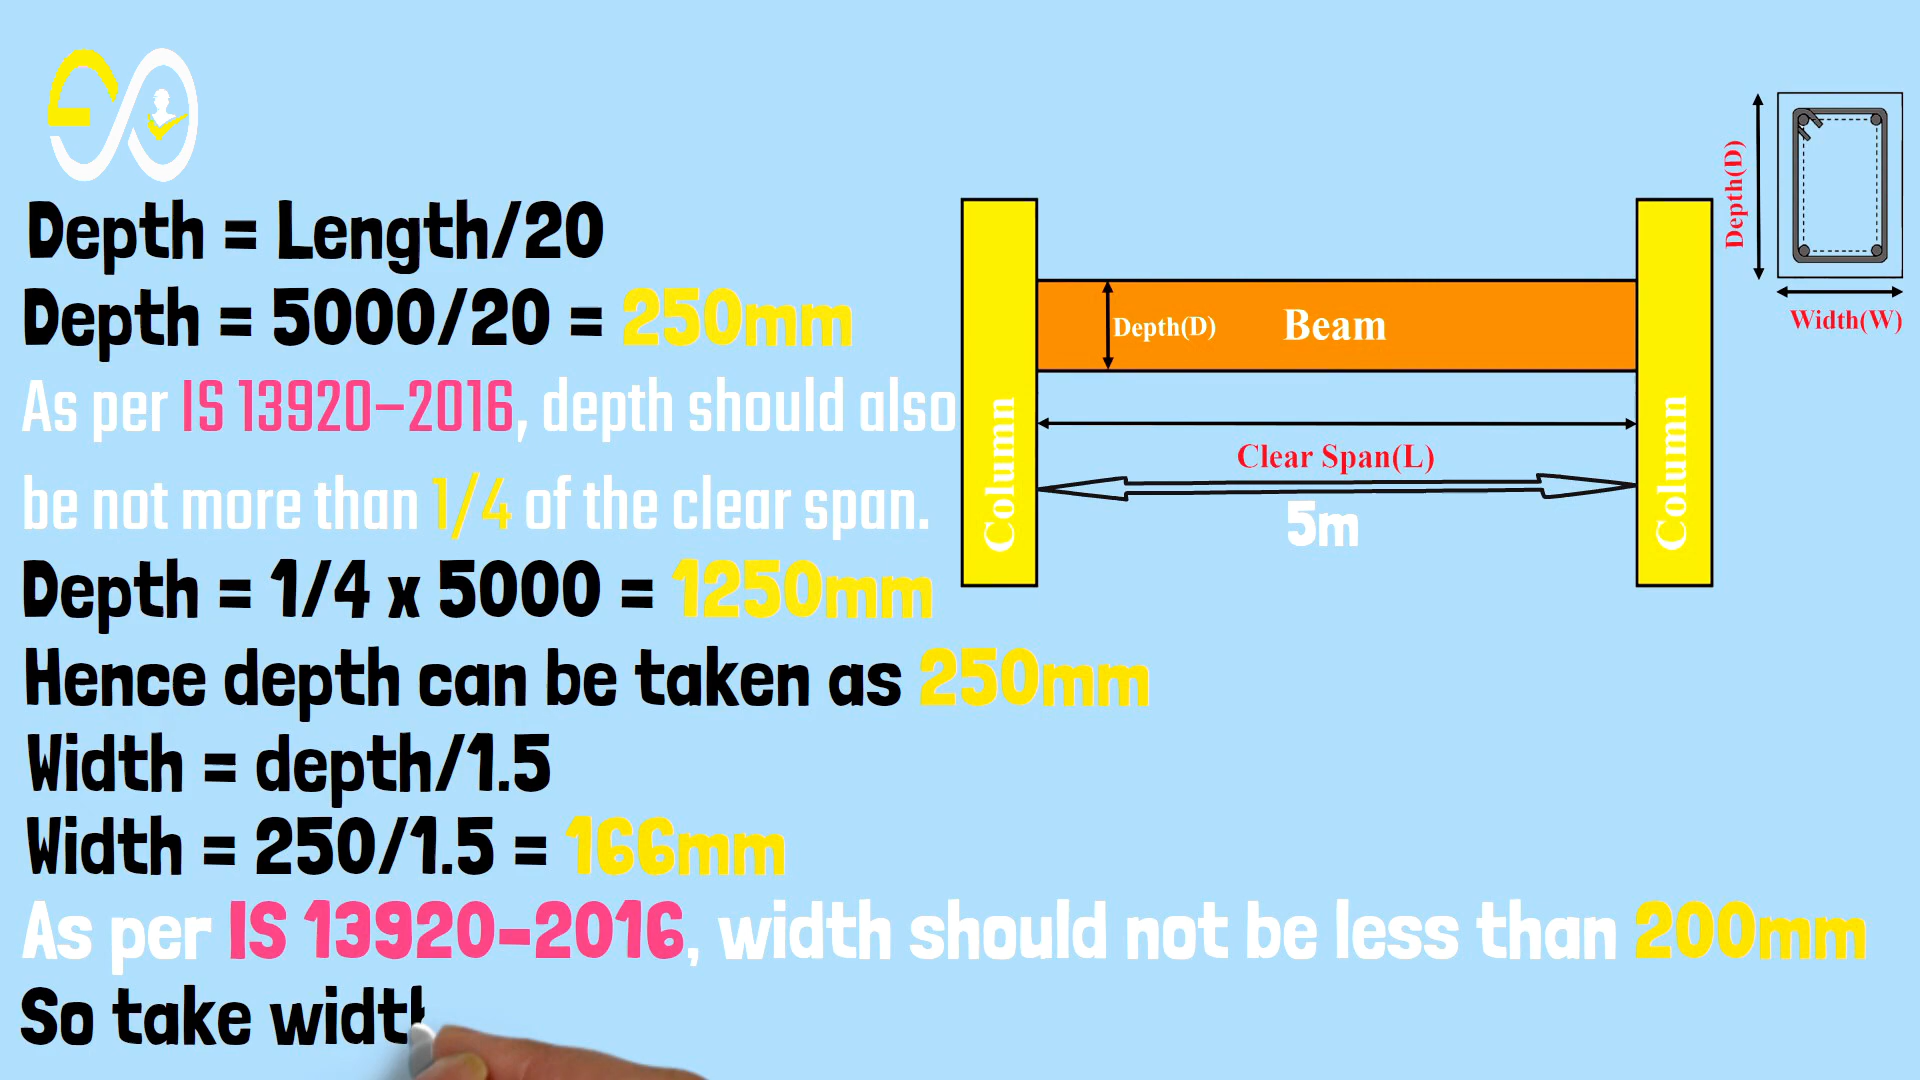 Depth = Length/20
Depth = 5000/20 = 250mm
As per IS 13920-2016, depth should also
be not more than 1/4 of the clear span.
Depth = 1/4 x 5000 = 1250mm
Hence depth can be taken as 250mm
Width = depth/1.5
Width = 250/1.5 = 166mm
As per IS 13920-2016, width should not be less than 200mm
So take
Column
Depth(D)
Beam
Clear Span(L)
5m
Column
Depth(D)
Width(W)